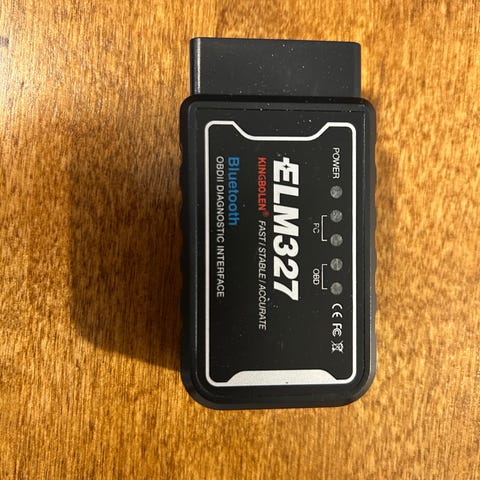 POWER
PC
OBD
CE FC
ELM327
KINGBOLEN® FAST / STABLE / ACCURATE
Bluetooth
OBDII DIAGNOSTIC INTERFACE